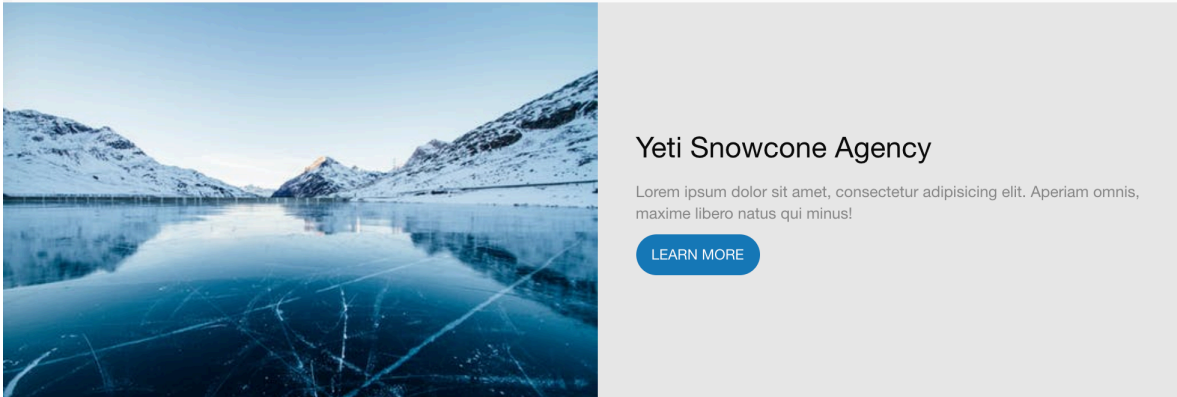 Yeti Snowcone Agency
Lorem ipsum dolor sit amet, consectetur adipisicing elit. Aperiam omnis,
maxime libero natus qui minus!
LEARN MORE